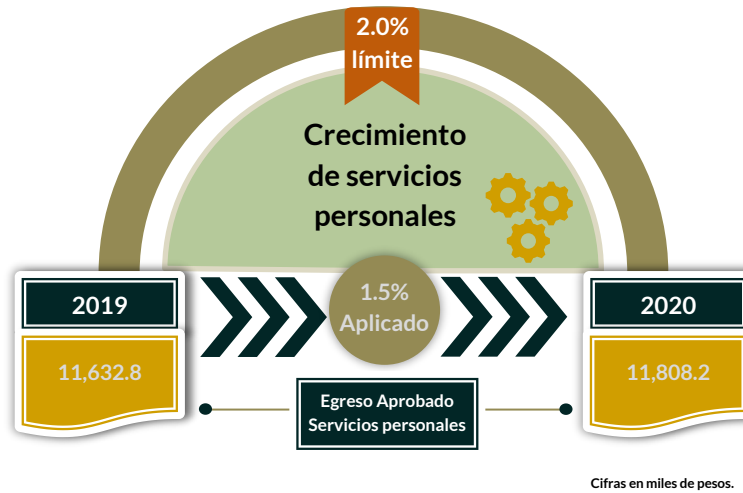 2.0%
límite
Crecimiento
de servicios
personales
2019
1.5%
Aplicado
2020
11,632.8
11,808.2
Egreso Aprobado
Servicios personales
Cifras en miles de pesos.